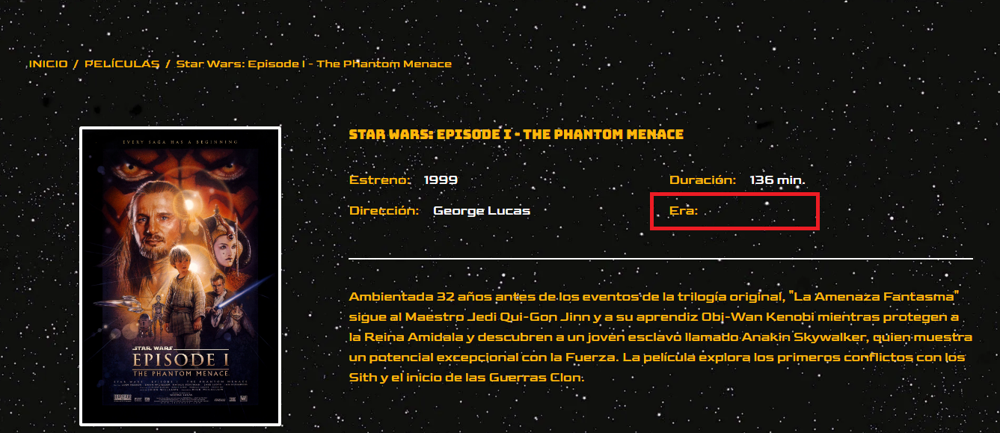 INICIO / PELÍCULAS / Star Wars: Episode I - The Phantom Menace
EVERY SAGA HAS A BEGINNING
STAR WARS
EPISODE I
THE PHANTOM MENACE
STAR WARS: EPISODE I - THE PHANTOM MENACE
Estreno: 1999
Duración: 136 min.
Dirección: George Lucas
Era:
Ambientada 32 años antes de los eventos de la trilogía original, "La Amenaza Fantasma"
sigue al Maestro Jedi Qui-Gon Jinn y a su aprendiz Obi-Wan Kenobi mientras protegen a
la Reina Amidala y descubren a un joven esclavo llamado Anakin Skywalker, quien muestra
un potencial excepcional con la Fuerza. La película explora los primeros conflictos con los
Sith y el inicio de las Guerras Clon.